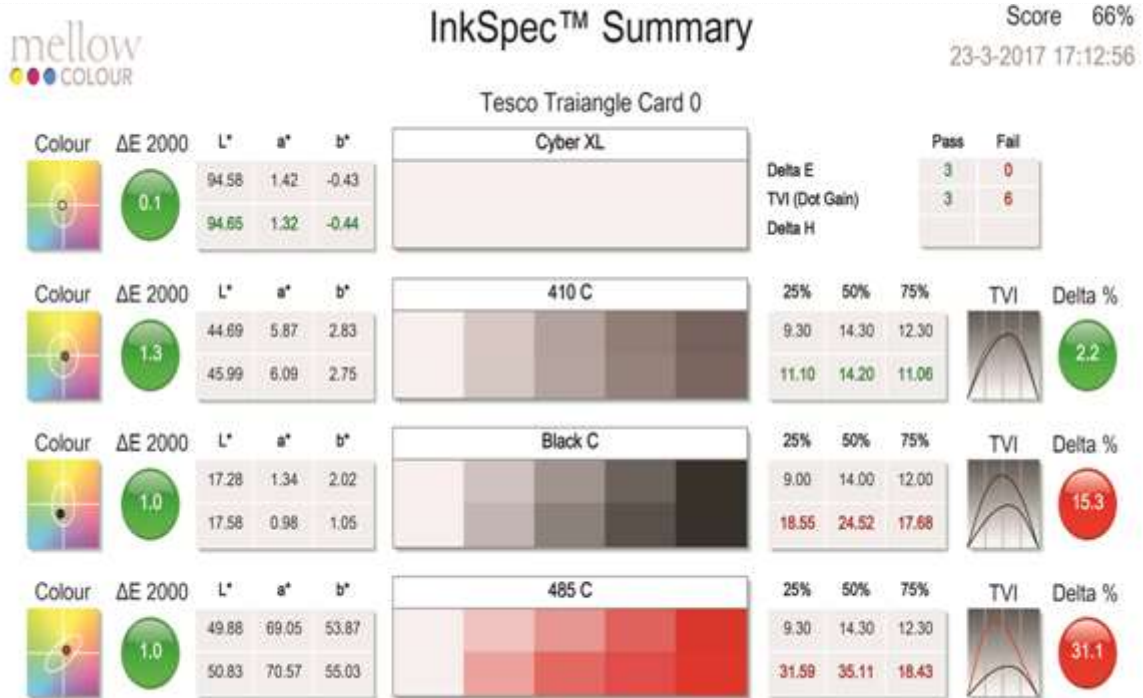 mellow
COLOUR
InkSpec™ Summary
Score 66%
23-3-2017 17:12:56
Tesco Traiangle Card 0
Colour ΔE 2000 L* a* b* Cyber XL Pass Fail
0.1 94.58 1.42 -0.43 Delta E 3 0
94.65 1.32 -0.44 TVI (Dot Gain) 3 6
Delta H
Colour ΔE 2000 L* a* b* 410 C 25% 50% 75% TVI Delta %
1.3 44.69 5.87 2.83 9.30 14.30 12.30 2.2
45.99 6.09 2.75 11.10 14.20 11.06
Colour ΔE 2000 L* a* b* Black C 25% 50% 75% TVI Delta %
1.0 17.28 1.34 2.02 9.00 14.00 12.00 15.3
17.58 0.98 1.05 18.55 24.52 17.68
Colour ΔE 2000 L* a* b* 485 C 25% 50% 75% TVI Delta %
1.0 49.88 69.05 53.87 9.30 14.30 12.30 31.1
50.83 70.57 55.03 31.59 35.11 18.43